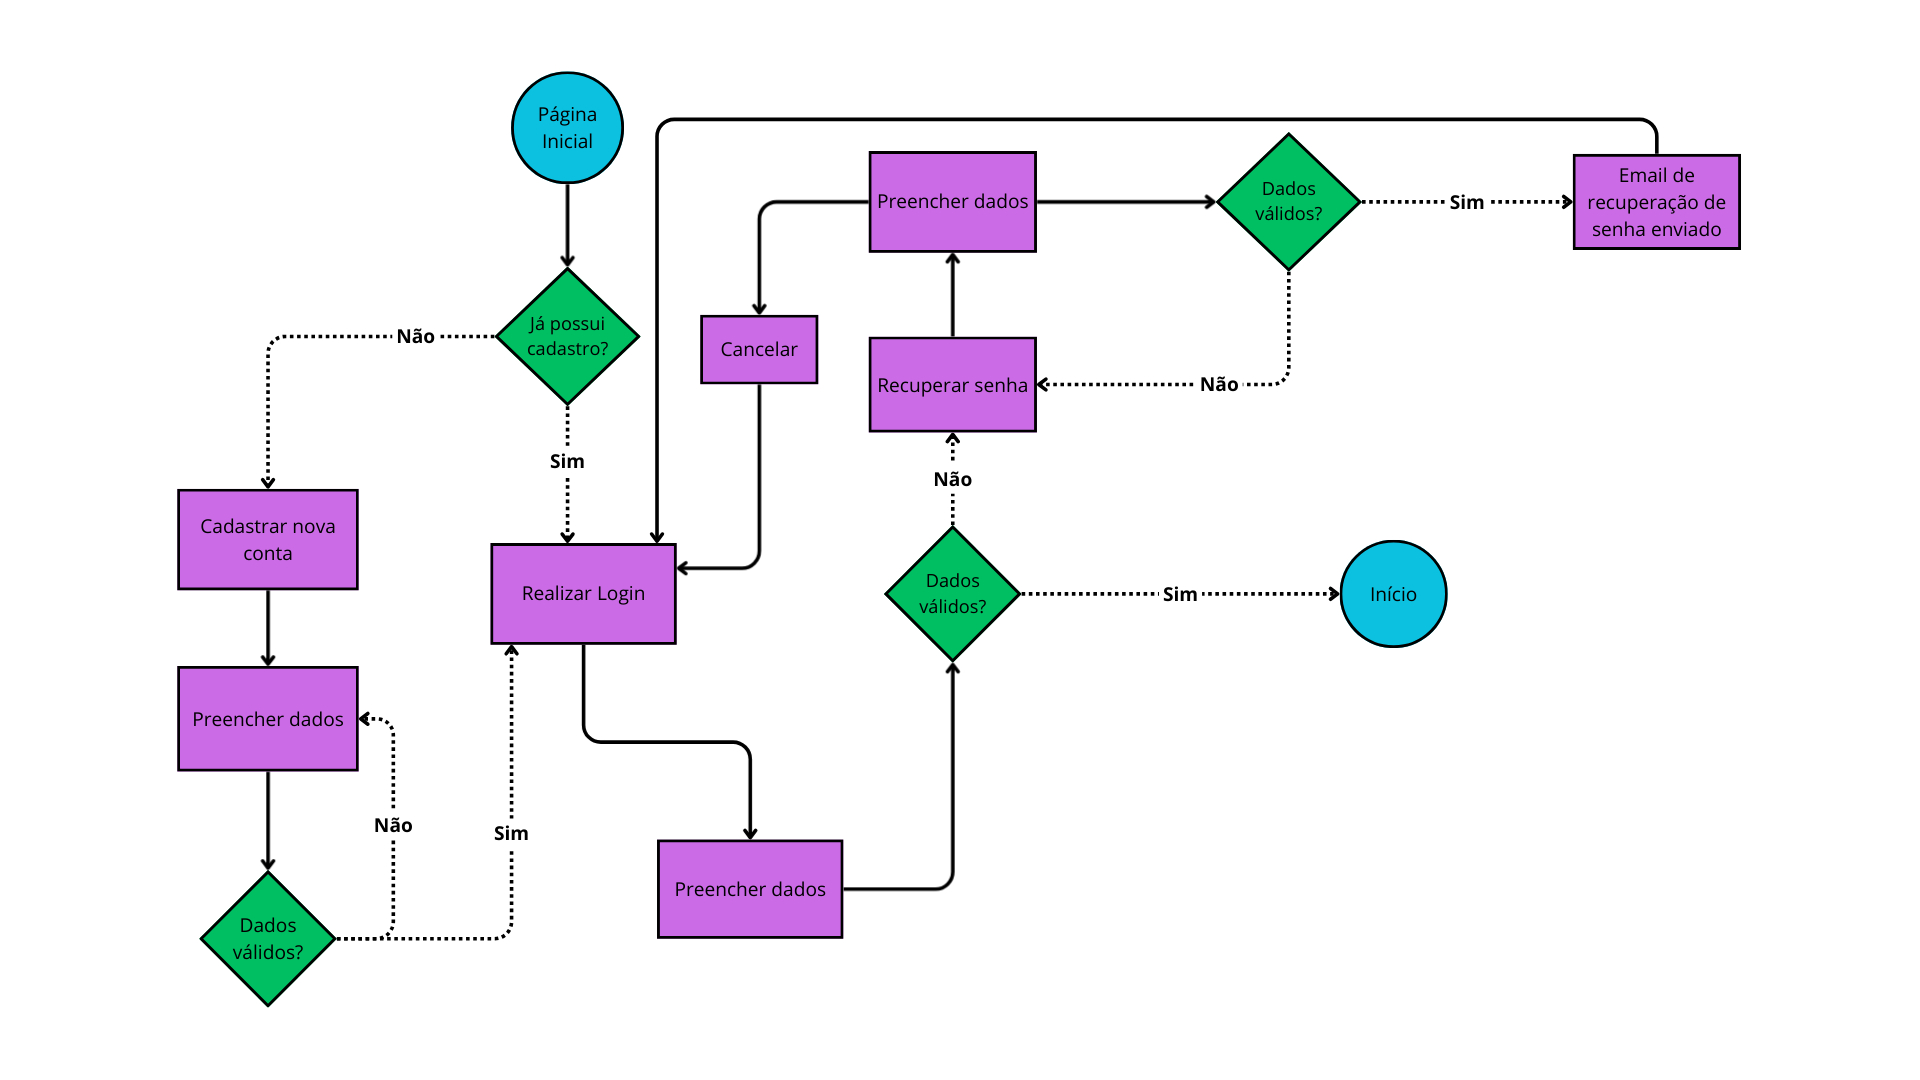 Página
Inicial
Já possui
cadastro?
Não
Sim
Cadastrar nova
conta
Preencher dados
Dados
válidos?
Não
Sim
Realizar Login
Preencher dados
Dados
válidos?
Sim
Início
Não
Recuperar senha
Preencher dados
Cancelar
Dados
válidos?
Não
Sim
Email de
recuperação de
senha enviado